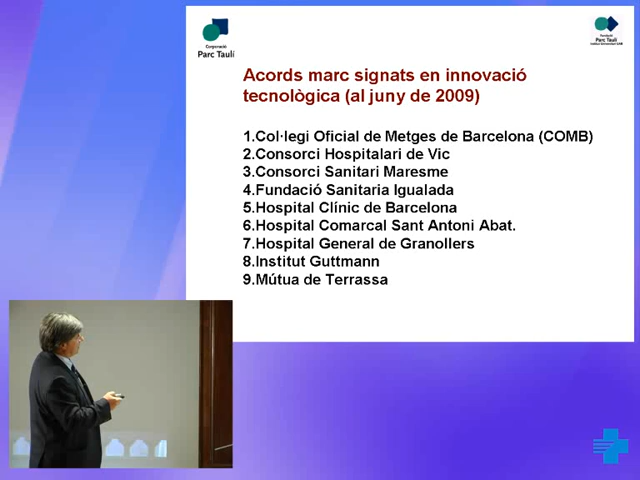 Corporació
Parc Taulí
Fundació
Parc Taulí
Acords marc signats en innovació
tecnològica (al juny de 2009)
1.Col·legi Oficial de Metges de Barcelona (COMB)
2.Consorci Hospitalari de Vic
3.Consorci Sanitari Maresme
4.Fundació Sanitaria Igualada
5.Hospital Clínic de Barcelona
6.Hospital Comarcal Sant Antoni Abat.
7.Hospital General de Granollers
8.Institut Guttmann
9.Mútua de Terrassa